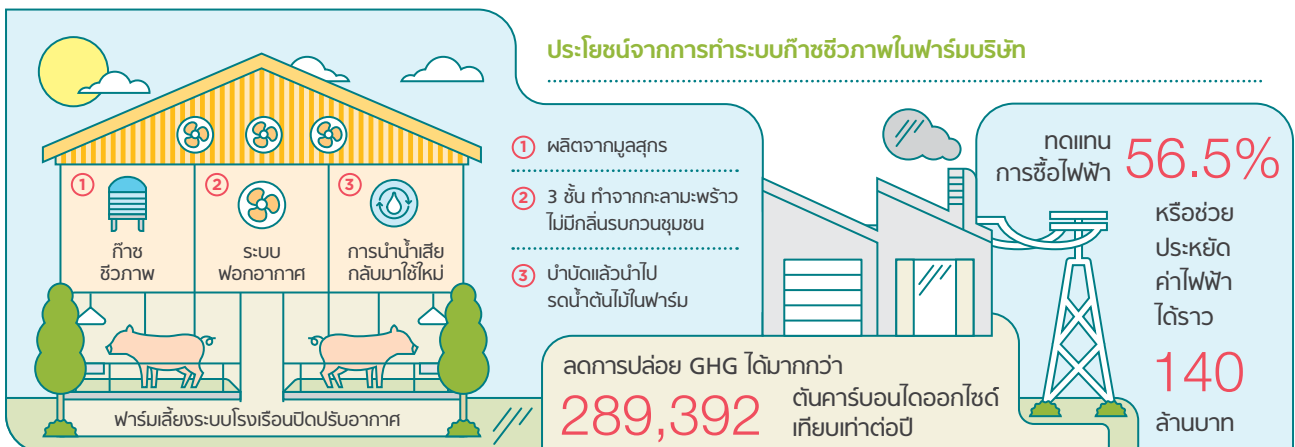 ประโยชน์จากการทำระบบก๊าซชีวภาพในฟาร์มบริษัท
1
ก๊าซ
ชีวภาพ
2
ระบบ
ฟอกอากาศ
3
การนำน้ำเสีย
กลับมาใช้ใหม่
ฟาร์มเลี้ยงระบบโรงเรือนปิดปรับอากาศ
1 ผลิตจากมูลสุกร
2 3 ชั้น ทำจากกะลามะพร้าว
ไม่มีกลิ่นรบกวนชุมชน
3 บำบัดแล้วนำไป
รดน้ำต้นไม้ในฟาร์ม
ลดการปล่อย GHG ได้มากกว่า
289,392
ตันคาร์บอนไดออกไซด์
เทียบเท่าต่อปี
ทดแทน
การซื้อไฟฟ้า
56.5%
หรือช่วย
ประหยัด
ค่าไฟฟ้า
ได้ราว
140
ล้านบาท